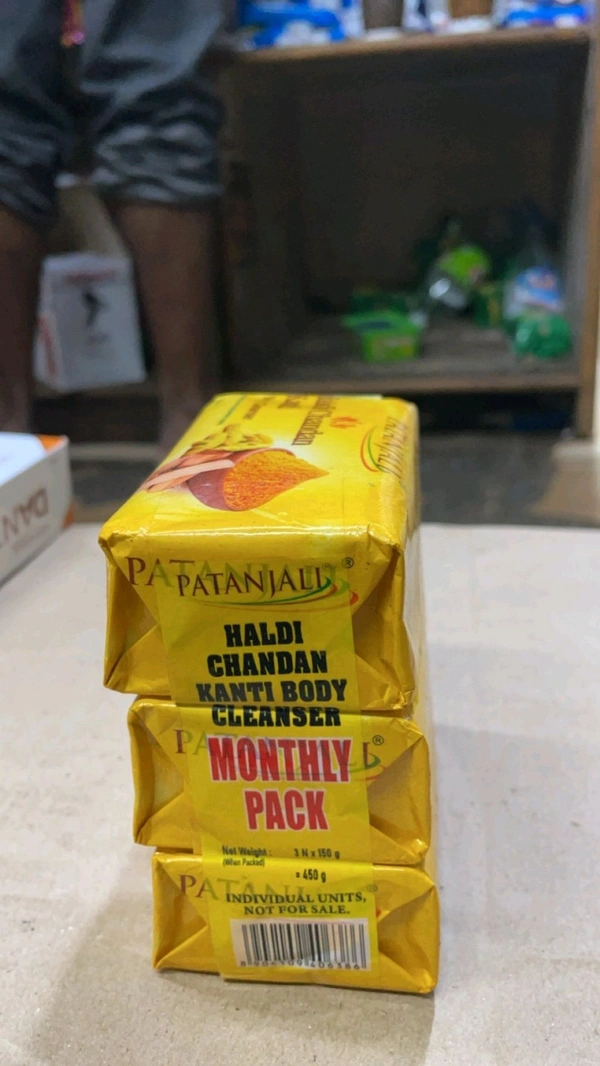 PATANJALI®
HALDI
CHANDAN
KANTI BODY
CLEANSER
MONTHLY
PACK
Net Weight : 3 N x 150 g
(When Packed)
= 450 g
INDIVIDUAL UNITS,
NOT FOR SALE.